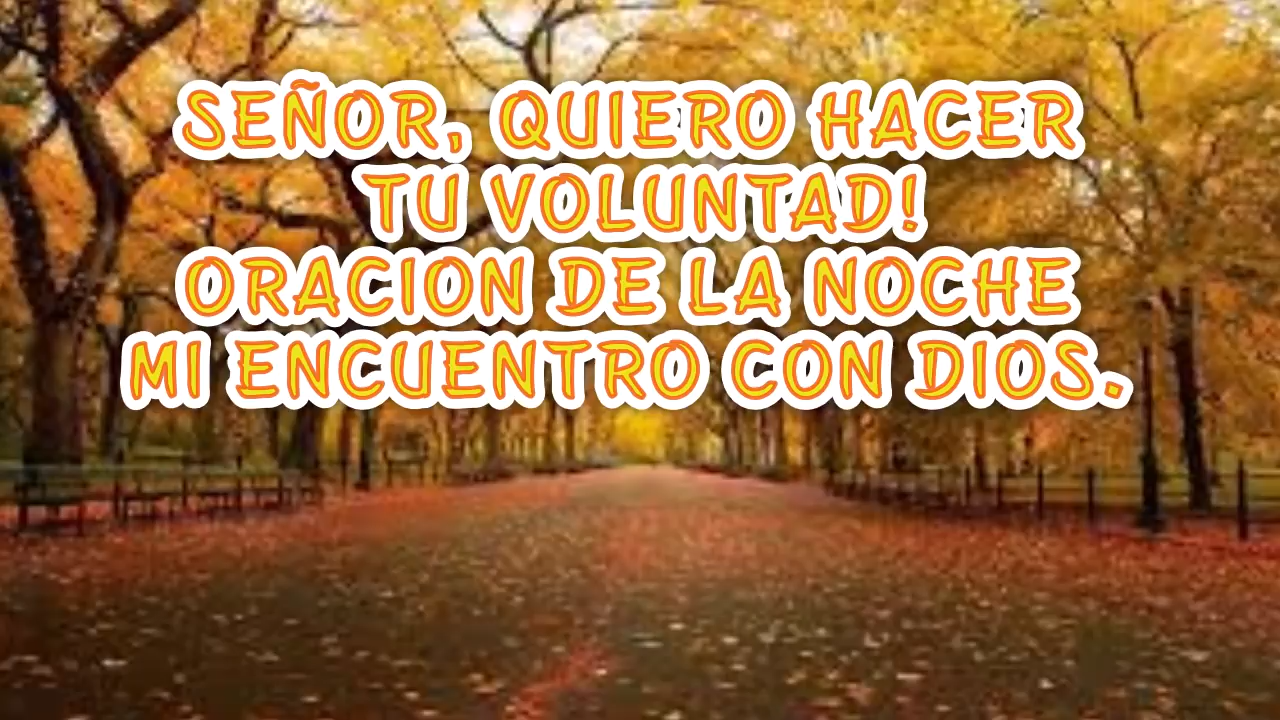 SEÑOR, QUIERO HACER
TU VOLUNTAD!
ORACION DE LA NOCHE
MI ENCUENTRO CON DIOS.